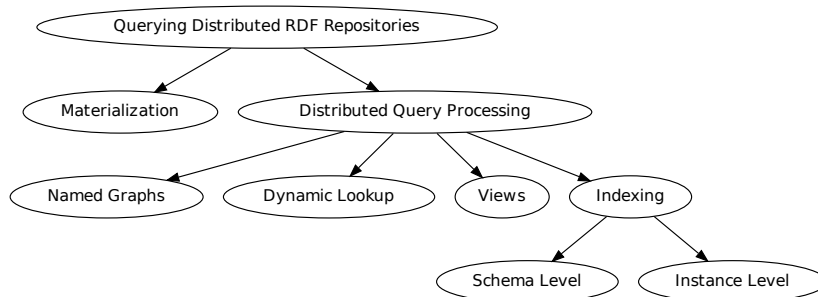 Querying Distributed RDF Repositories
Materialization
Distributed Query Processing
Named Graphs
Dynamic Lookup
Views
Indexing
Schema Level
Instance Level